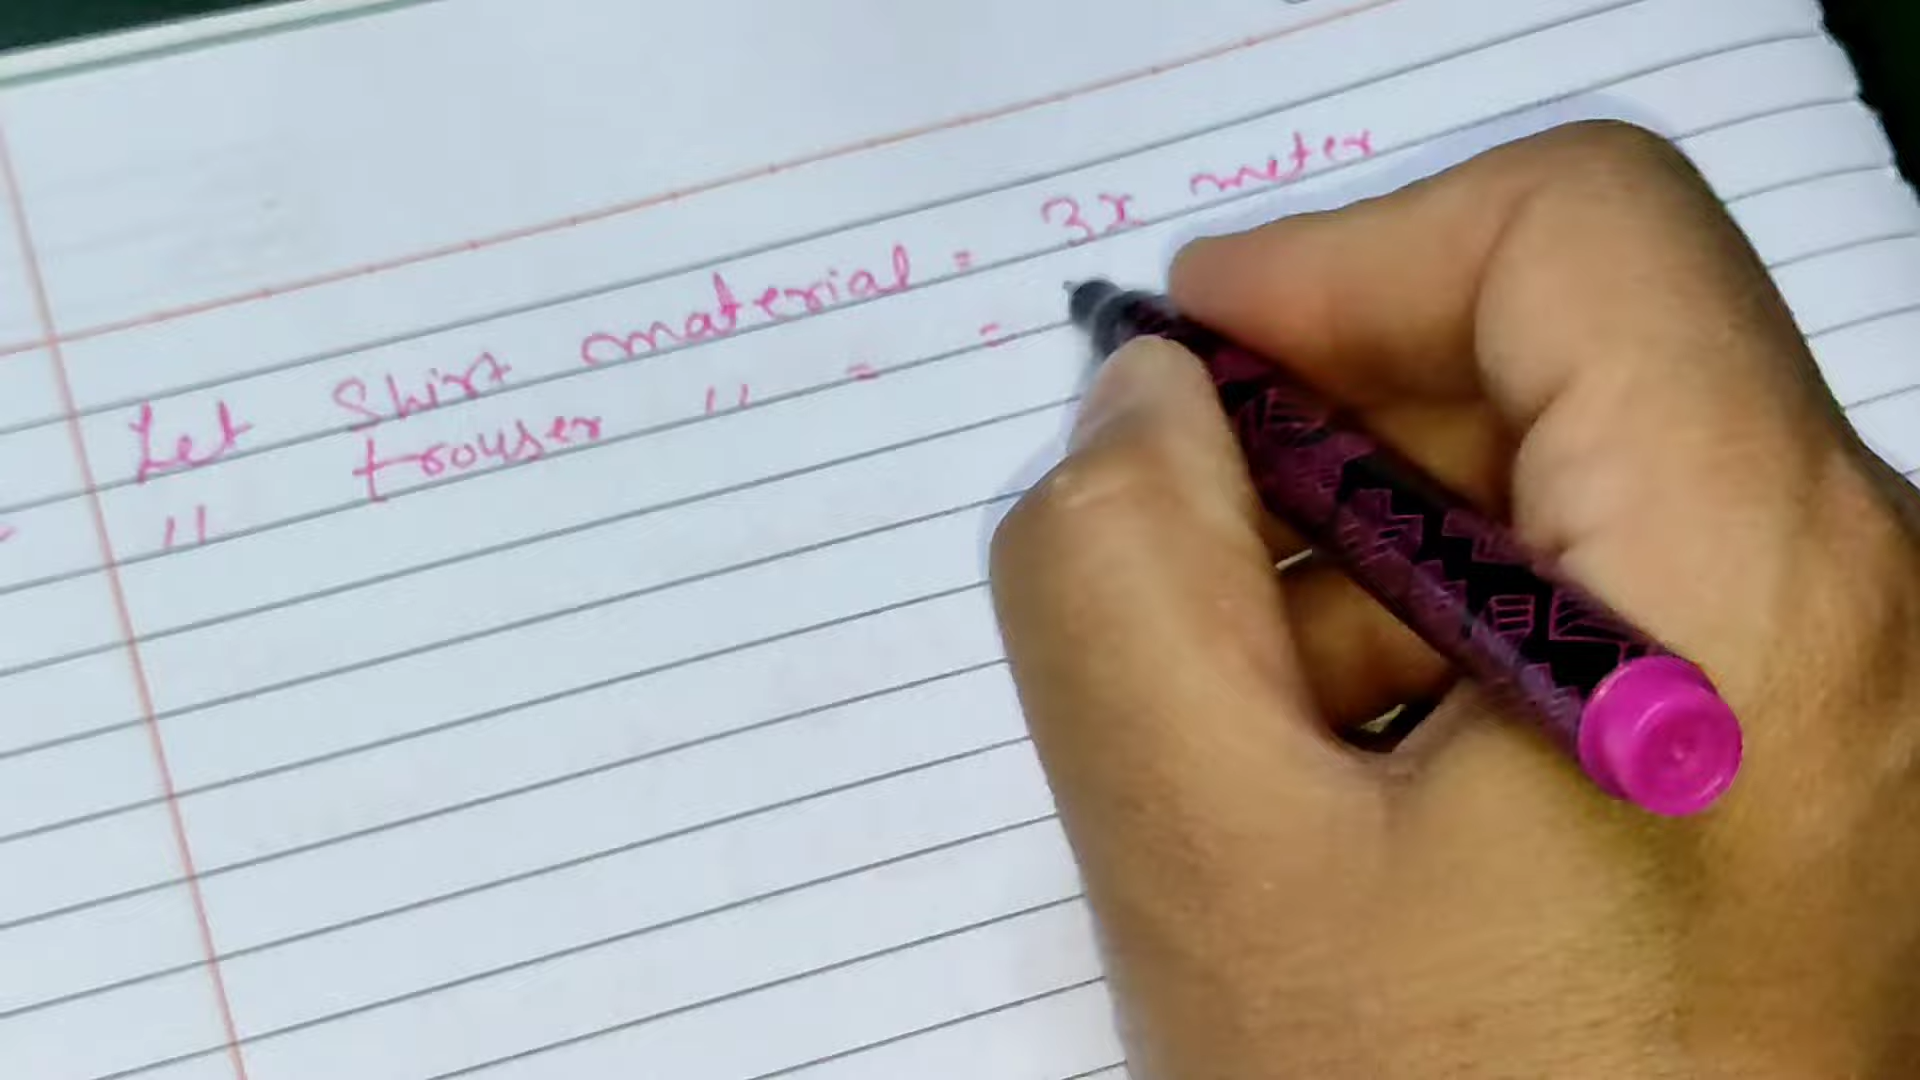 Let Shirt material = 3x meter
" trouser " = =